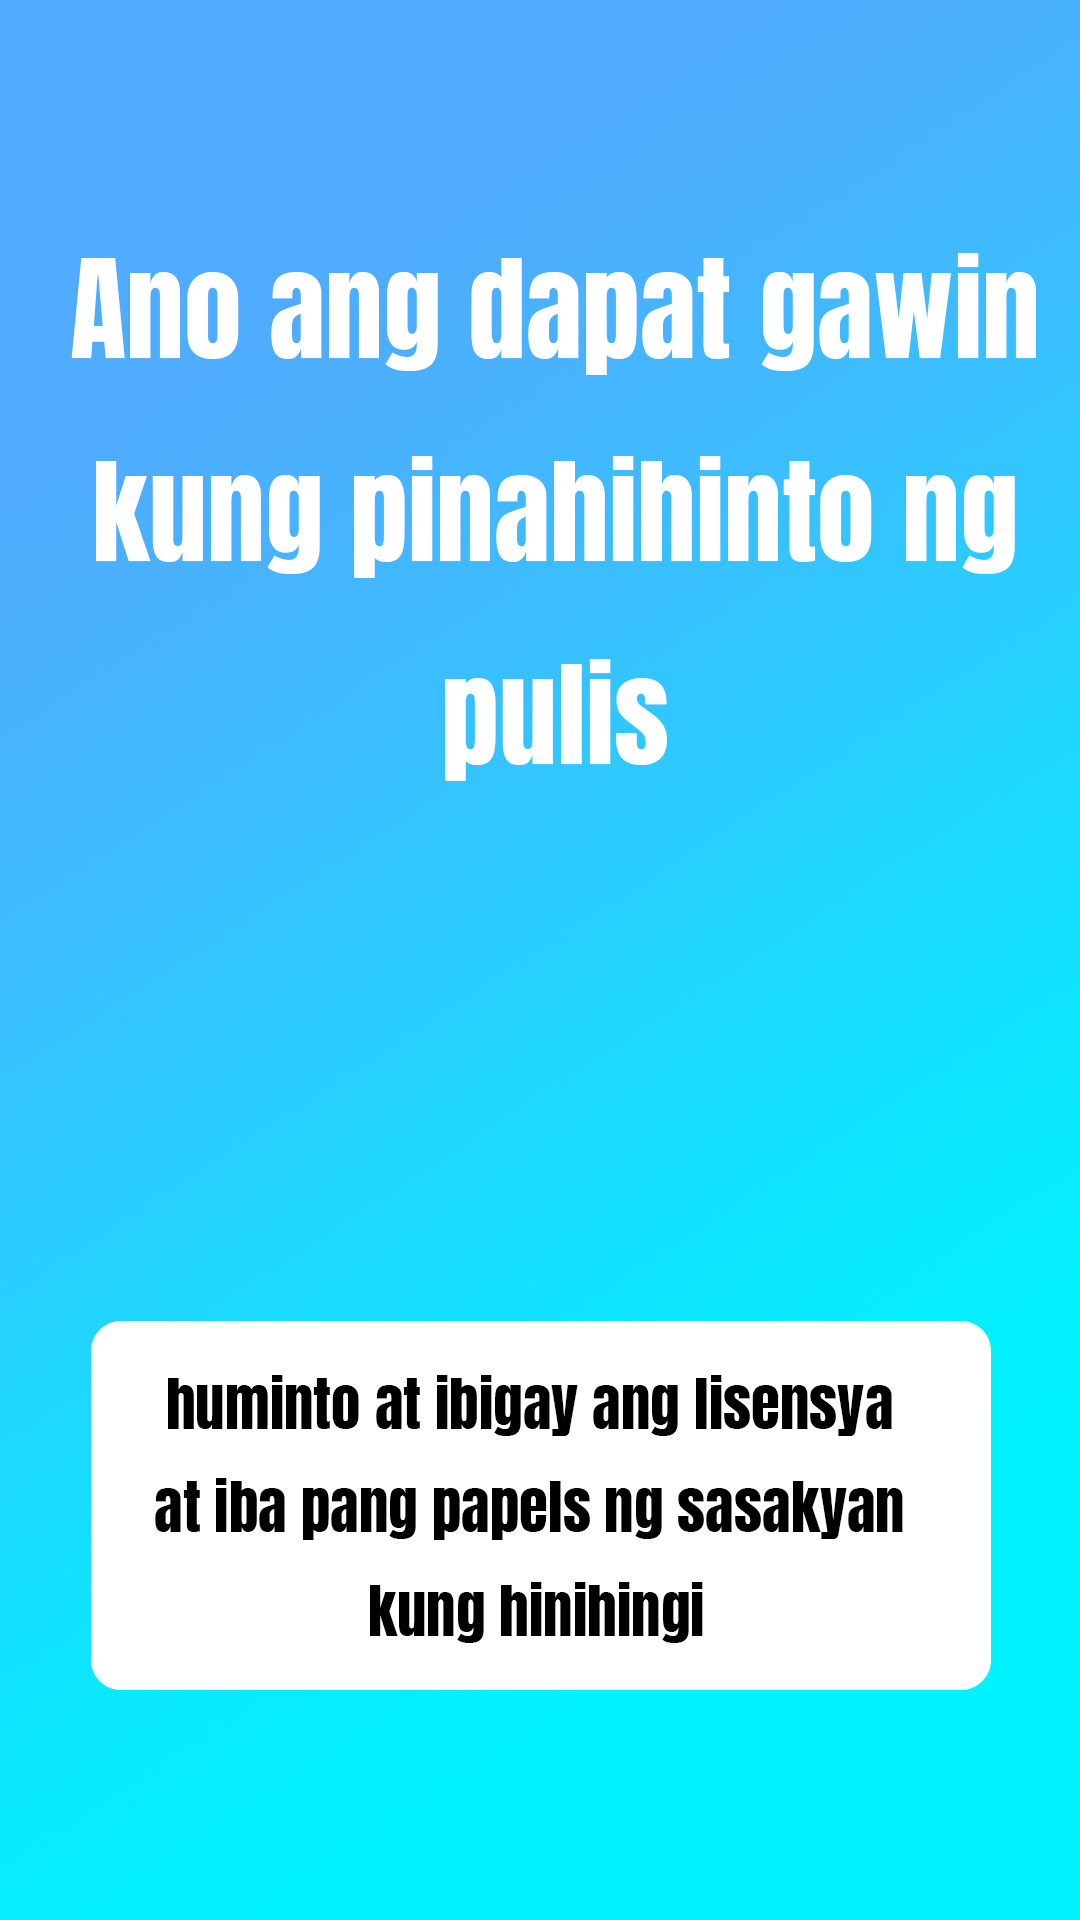 Ano ang dapat gawin
kung pinahihinto ng
pulis
huminto at ibigay ang lisensya
at iba pang papels ng sasakyan
kung hinihingi